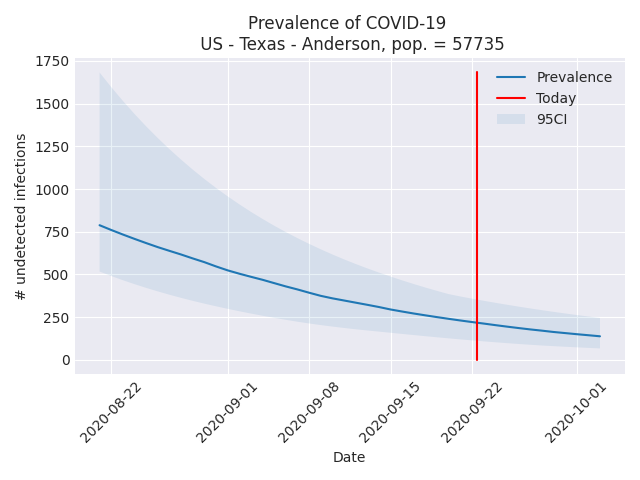 Prevalence of COVID-19
US - Texas - Anderson, pop. = 57735
1750
1500
1250
1000
750
500
250
0
# undetected infections
Prevalence
Today
95CI
2020-08-22
2020-09-01
2020-09-08
2020-09-15
2020-09-22
2020-10-01
Date